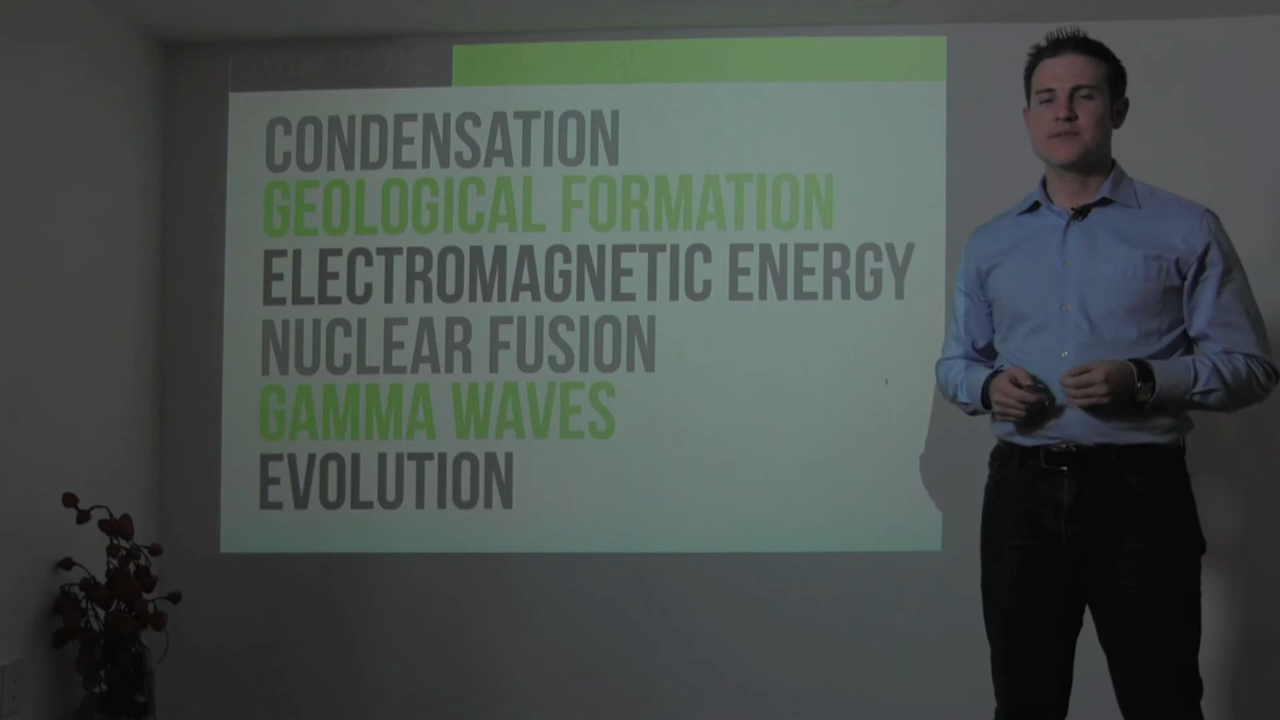 CONDENSATION
GEOLOGICAL FORMATION
ELECTROMAGNETIC ENERGY
NUCLEAR FUSION
GAMMA WAVES
EVOLUTION